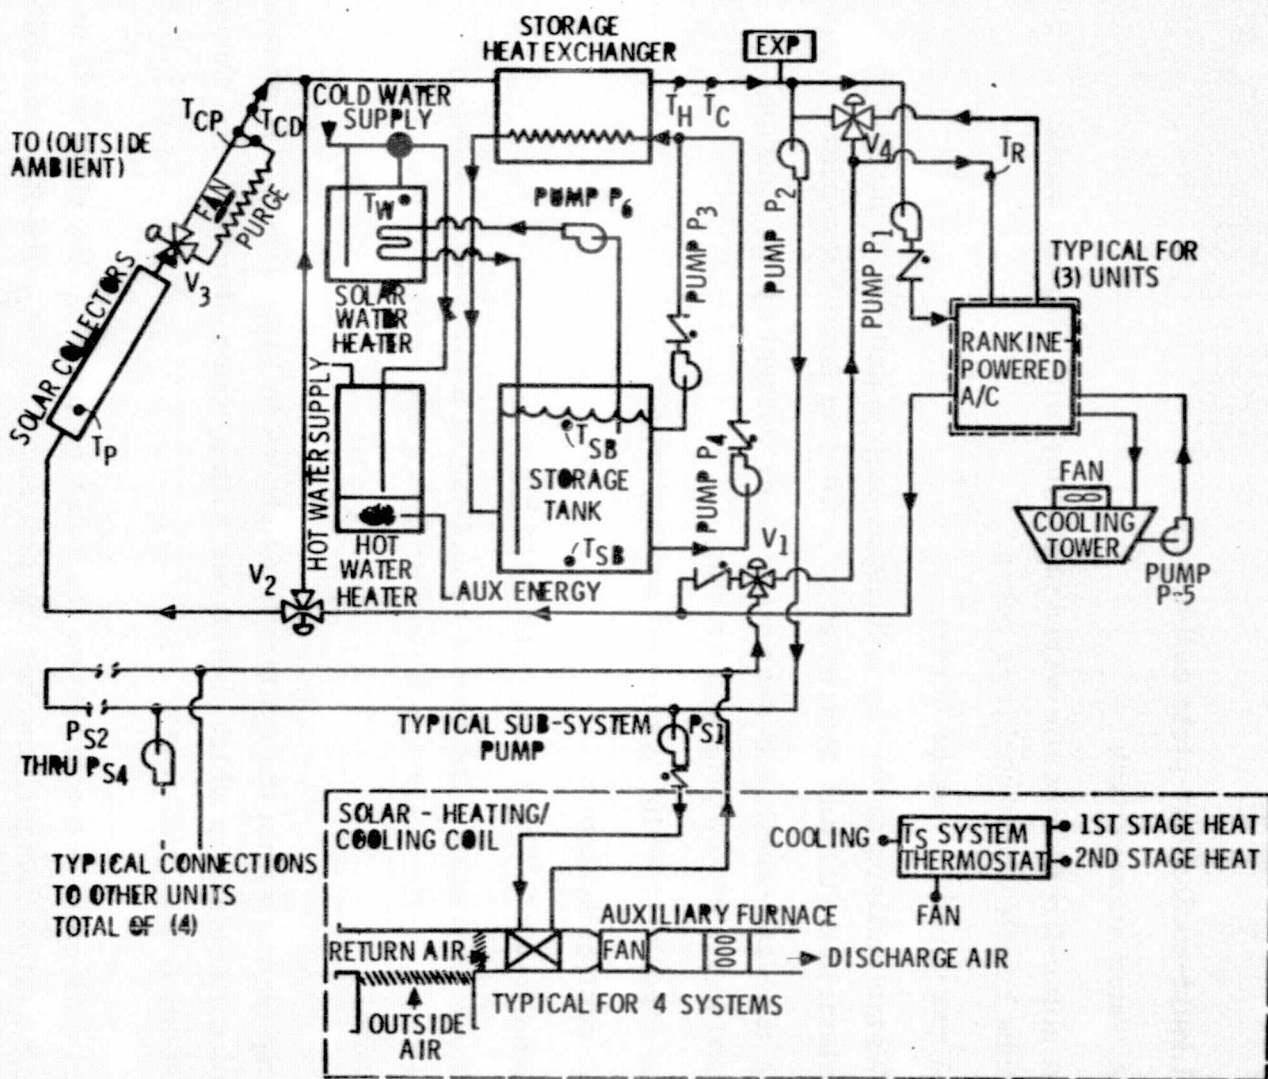 STORAGE
HEAT EXCHANGER
EXP
TCP
TCD
COLD WATER
SUPPLY
TH
TC
TO (OUTSIDE
AMBIENT)
FAN
PURGE
V3
TW
PUMP P6
PUMP P3
PUMP P2
V4
TR
PUMP P1
TYPICAL FOR
(3) UNITS
SOLAR COLLECTORS
TP
SOLAR
WATER
HEATER
HOT WATER SUPPLY
RANKINE-
POWERED
A/C
TSB
STORAGE
TANK
TSB
PUMP P4
FAN
COOLING
TOWER
PUMP
P-5
V1
V2
HOT
WATER
HEATER
AUX ENERGY
PS2
THRU PS4
TYPICAL SUB-SYSTEM
PUMP
PS1
TYPICAL CONNECTIONS
TO OTHER UNITS
TOTAL OF (4)
SOLAR - HEATING/
COOLING COIL
COOLING
TS SYSTEM
THERMOSTAT
1ST STAGE HEAT
2ND STAGE HEAT
FAN
AUXILIARY FURNACE
RETURN AIR
FAN
DISCHARGE AIR
TYPICAL FOR 4 SYSTEMS
OUTSIDE
AIR